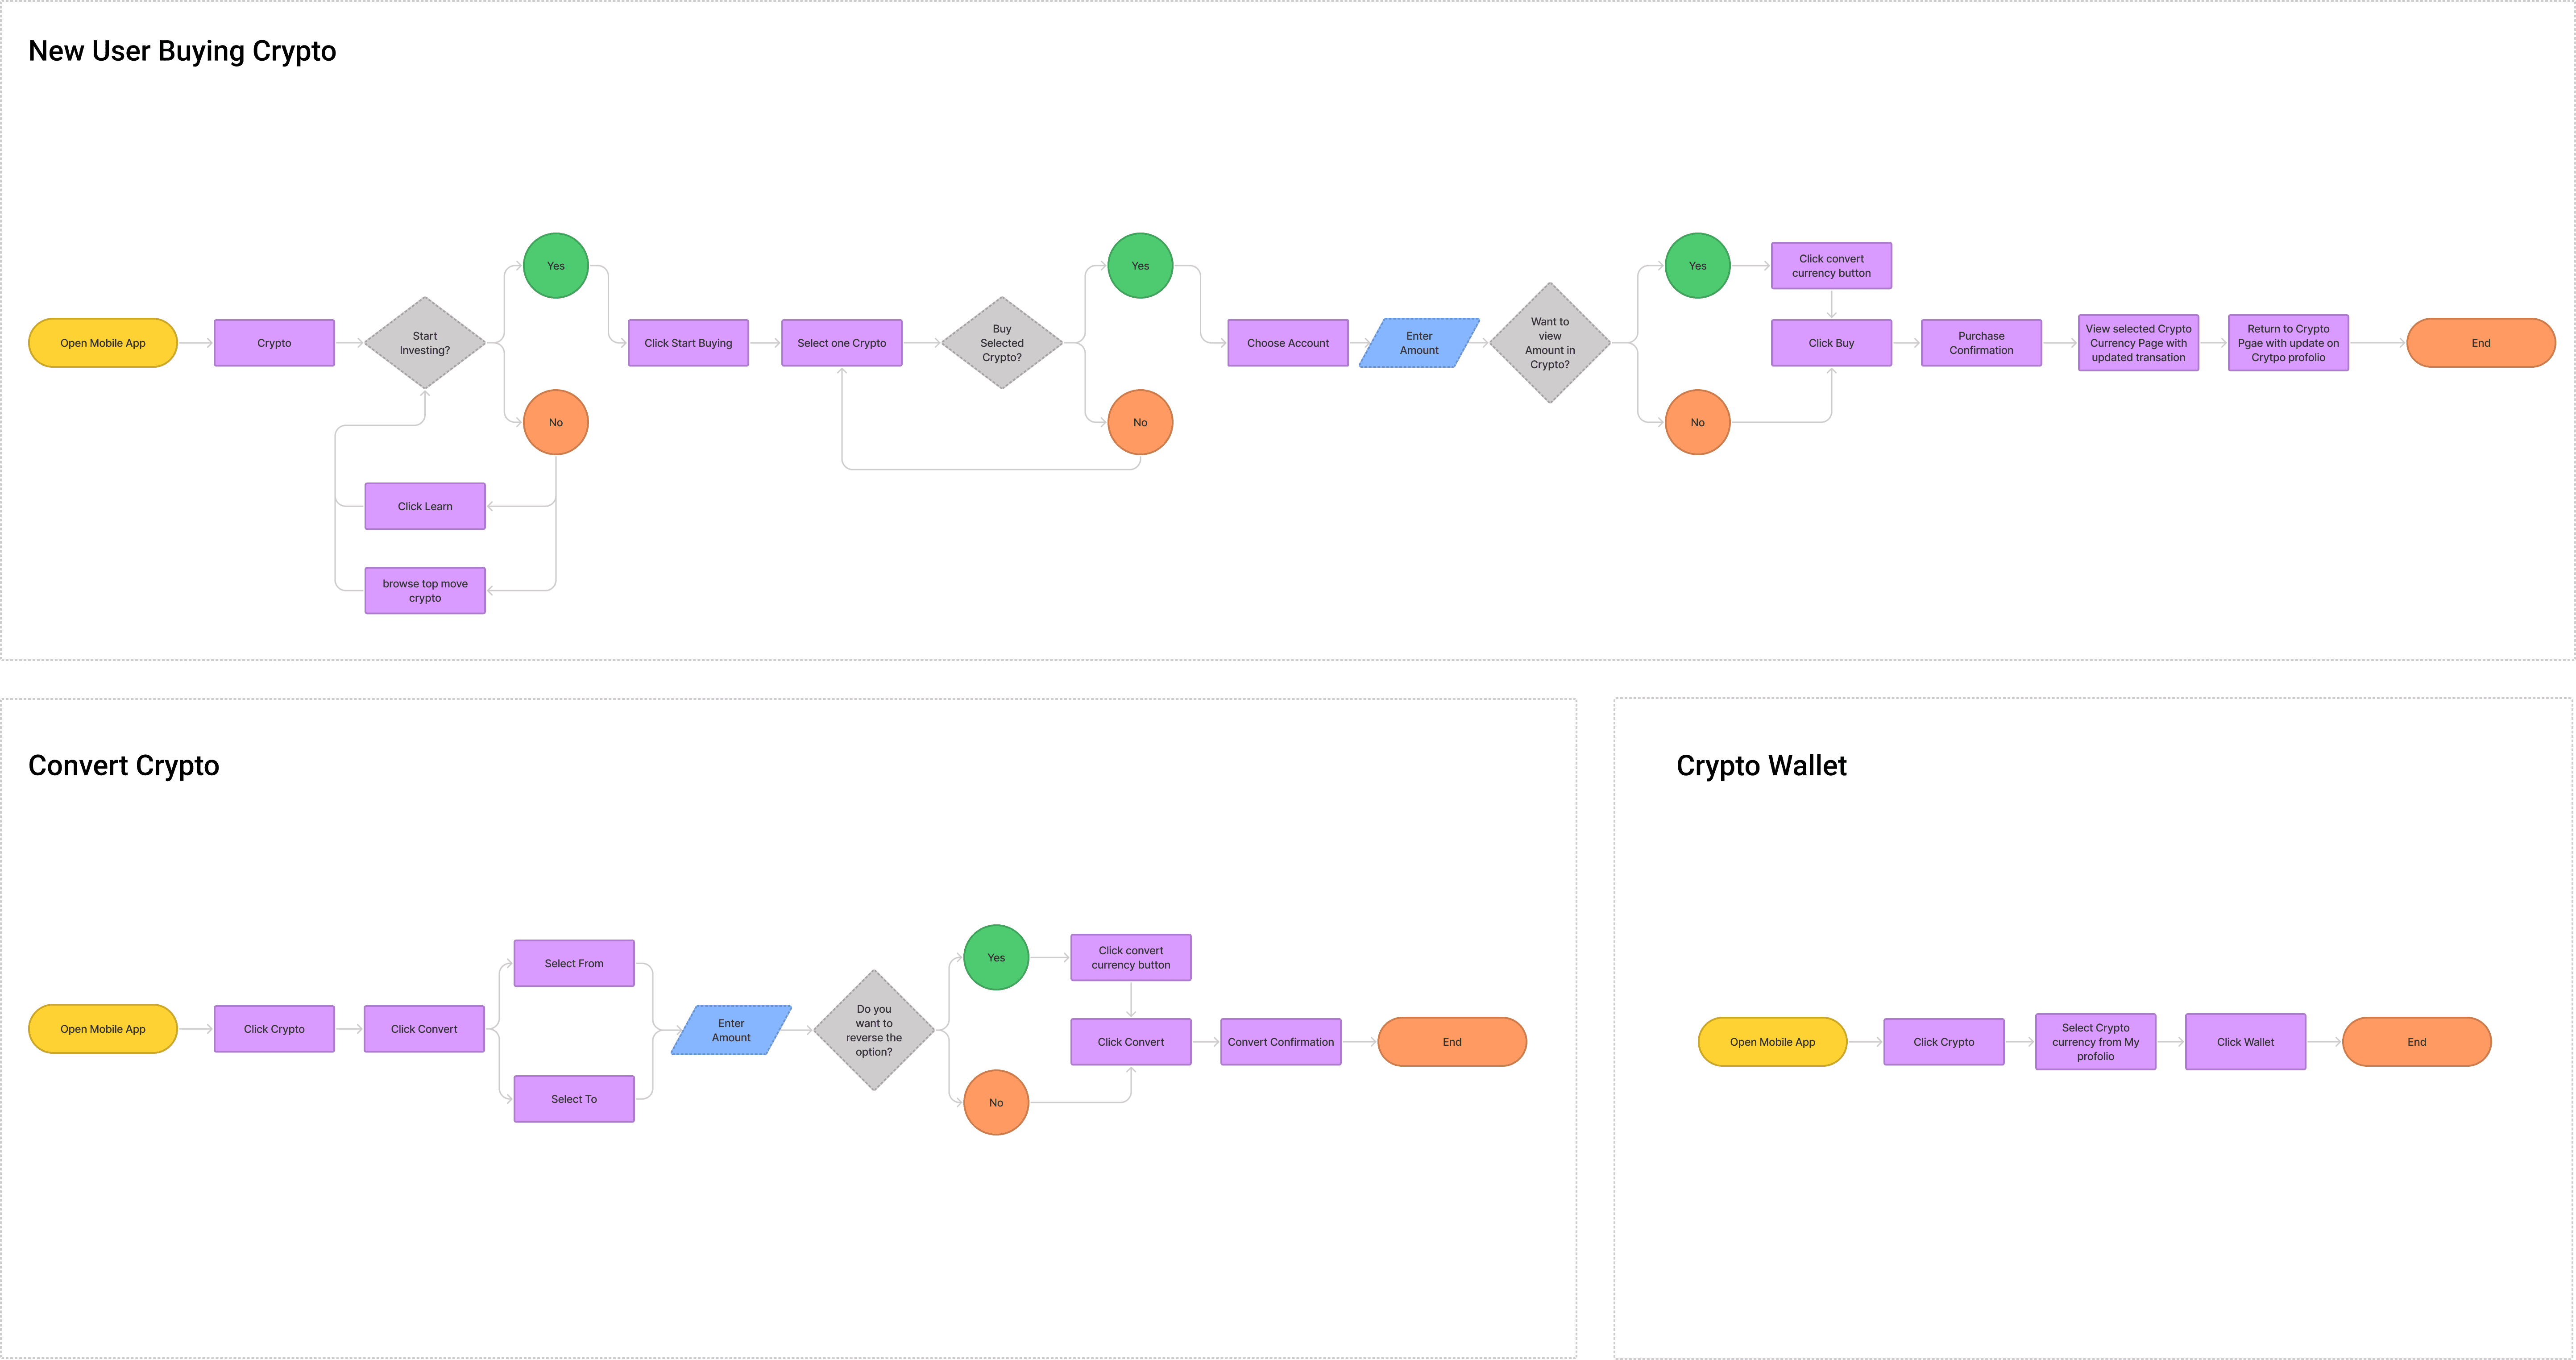 New User Buying Crypto
Open Mobile App
Crypto
Start
Investing?
Yes
No
Click Learn
browse top move
crypto
Click Start Buying
Select one Crypto
Buy
Selected
Crypto?
Yes
No
Choose Account
Enter
Amount
Want to
view
Amount in
Crypto?
Yes
No
Click convert
currency button
Click Buy
Purchase
Confirmation
View selected Crypto
Currency Page with
updated transation
Return to Crypto
Pgae with update on
Crytpo profolio
End
Convert Crypto
Open Mobile App
Click Crypto
Click Convert
Select From
Select To
Enter
Amount
Do you
want to
reverse the
option?
Yes
No
Click convert
currency button
Click Convert
Convert Confirmation
End
Crypto Wallet
Open Mobile App
Click Crypto
Select Crypto
currency from My
profolio
Click Wallet
End